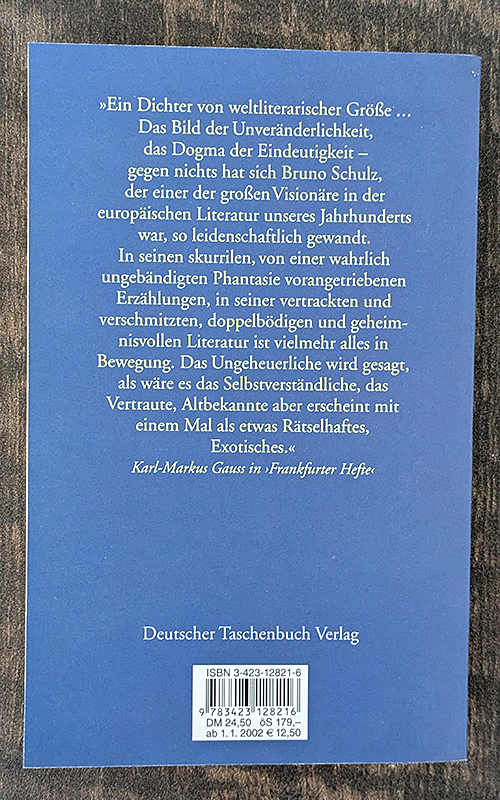 »Ein Dichter von weltliterarischer Größe …
Das Bild der Unveränderlichkeit,
das Dogma der Eindeutigkeit –
gegen nichts hat sich Bruno Schulz,
der einer der großen Visionäre in der
europäischen Literatur unseres Jahrhunderts
war, so leidenschaftlich gewandt.
In seinen skurrilen, von einer wahrlich
ungebändigten Phantasie vorangetriebenen
Erzählungen, in seiner vertrackten und
verschmitzten, doppelbödigen und geheim-
nisvollen Literatur ist vielmehr alles in
Bewegung. Das Ungeheuerliche wird gesagt,
als wäre es das Selbstverständliche, das
Vertraute, Altbekannte aber erscheint mit
einem Mal als etwas Rätselhaftes,
Exotisches.«
Karl-Markus Gauss in ›Frankfurter Hefte‹
Deutscher Taschenbuch Verlag
ISBN 3-423-12821-6
9 783423 128216
DM 24,50 öS 179,–
ab 1. 1. 2002 € 12,50